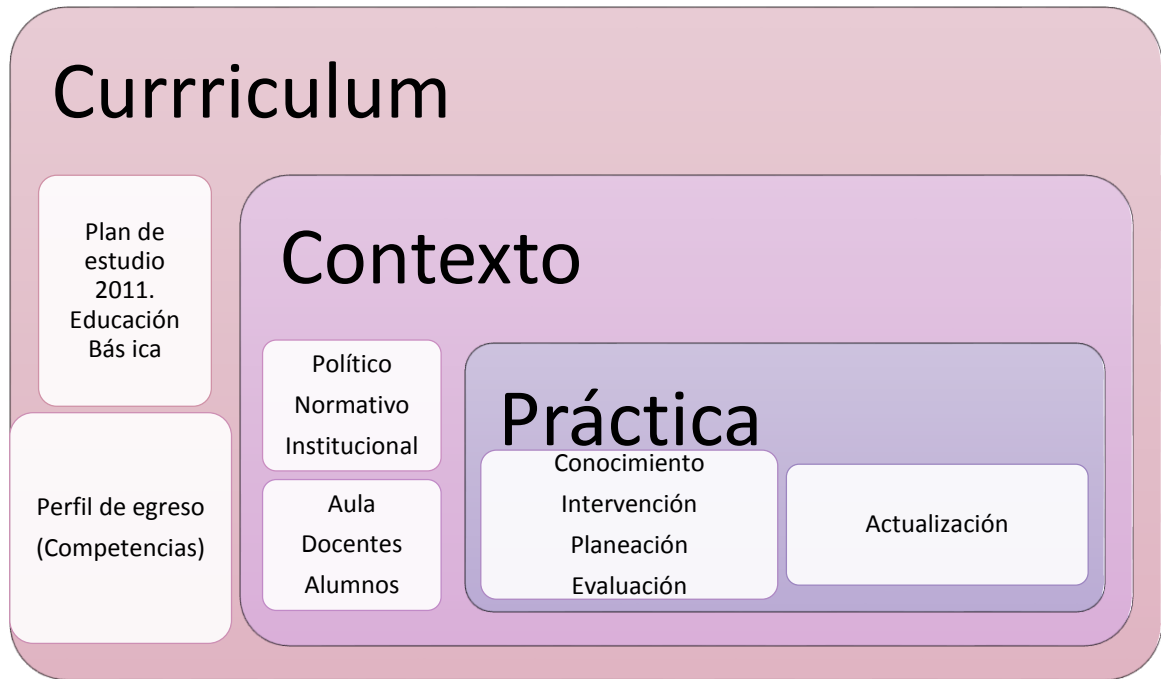 Currriculum
Plan de
estudio
2011.
Educación
Bás ica
Perfil de egreso
(Competencias)
Contexto
Político
Normativo
Institucional
Aula
Docentes
Alumnos
Práctica
Conocimiento
Intervención
Planeación
Evaluación
Actualización